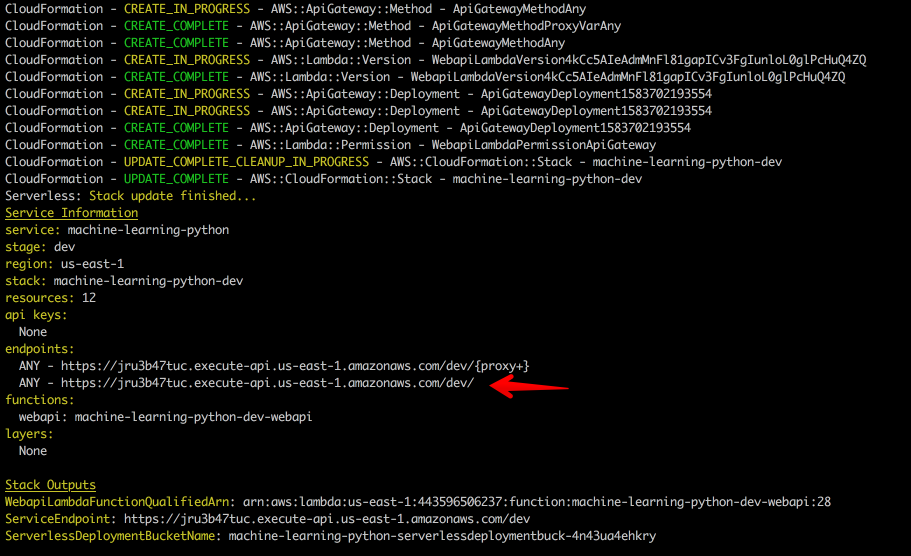 CloudFormation - CREATE_IN_PROGRESS - AWS::ApiGateway::Method - ApiGatewayMethodAny
CloudFormation - CREATE_COMPLETE - AWS::ApiGateway::Method - ApiGatewayMethodProxyVarAny
CloudFormation - CREATE_COMPLETE - AWS::ApiGateway::Method - ApiGatewayMethodAny
CloudFormation - CREATE_IN_PROGRESS - AWS::Lambda::Version - WebapiLambdaVersion4kCc5AIeAdmMnFl81gapICv3FgIunloL0glPcHuQ4ZQ
CloudFormation - CREATE_COMPLETE - AWS::Lambda::Version - WebapiLambdaVersion4kCc5AIeAdmMnFl81gapICv3FgIunloL0glPcHuQ4ZQ
CloudFormation - CREATE_IN_PROGRESS - AWS::ApiGateway::Deployment - ApiGatewayDeployment1583702193554
CloudFormation - CREATE_IN_PROGRESS - AWS::ApiGateway::Deployment - ApiGatewayDeployment1583702193554
CloudFormation - CREATE_COMPLETE - AWS::ApiGateway::Deployment - ApiGatewayDeployment1583702193554
CloudFormation - CREATE_COMPLETE - AWS::Lambda::Permission - WebapiLambdaPermissionApiGateway
CloudFormation - UPDATE_COMPLETE_CLEANUP_IN_PROGRESS - AWS::CloudFormation::Stack - machine-learning-python-dev
CloudFormation - UPDATE_COMPLETE - AWS::CloudFormation::Stack - machine-learning-python-dev
Serverless: Stack update finished...
Service Information
service: machine-learning-python
stage: dev
region: us-east-1
stack: machine-learning-python-dev
resources: 12
api keys:
None
endpoints:
ANY - https://jru3b47tuc.execute-api.us-east-1.amazonaws.com/dev/{proxy+}
ANY - https://jru3b47tuc.execute-api.us-east-1.amazonaws.com/dev/
functions:
webapi: machine-learning-python-dev-webapi
layers:
None
Stack Outputs
WebapiLambdaFunctionQualifiedArn: arn:aws:lambda:us-east-1:443596506237:function:machine-learning-python-dev-webapi:28
ServiceEndpoint: https://jru3b47tuc.execute-api.us-east-1.amazonaws.com/dev
ServerlessDeploymentBucketName: machine-learning-python-serverlessdeploymentbuck-4n43ua4ehkry